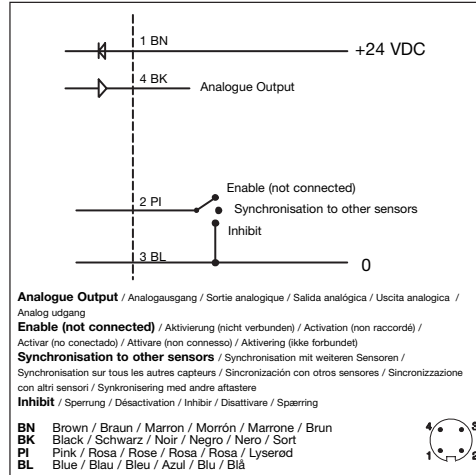 1 BN
+24 VDC
4 BK
Analogue Output
Enable (not connected)
2 PI
Synchronisation to other sensors
Inhibit
3 BL
0
Analogue Output / Analogausgang / Sortie analogique / Salida analógica / Uscita analogica /
Analog udgang
Enable (not connected) / Aktivierung (nicht verbunden) / Activation (non raccordé) /
Activar (no conectado) / Attivare (non connesso) / Aktivering (ikke forbundet)
Synchronisation to other sensors / Synchronisation mit weiteren Sensoren /
Synchronisation sur tous les autres capteurs / Sincronización con otros sensores / Sincronizzazione
con altri sensori / Synkronisering med andre aftastere
Inhibit / Sperrung / Désactivation / Inhibir / Disattivare / Spærring
BN Brown / Braun / Marron / Morrón / Marrone / Brun
BK Black / Schwarz / Noir / Negro / Nero / Sort
PI Pink / Rosa / Rose / Rosa / Rosa / Lyserød
BL Blue / Blau / Bleu / Azul / Blu / Blå
4 3
1 2